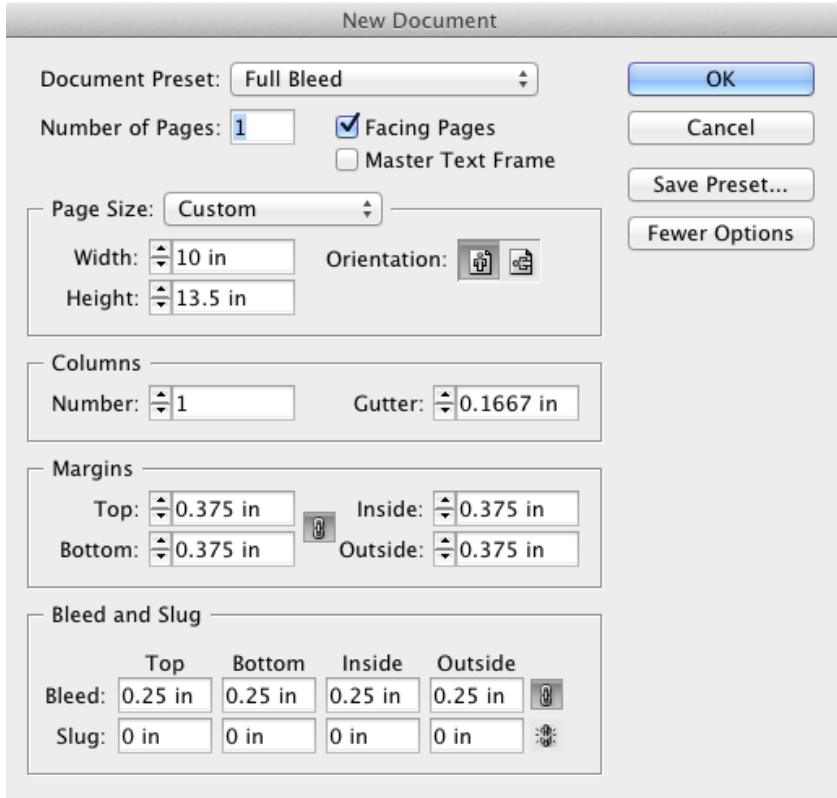 New Document
Document Preset: Full Bleed
OK
Number of Pages: 1 Facing Pages
Cancel
Master Text Frame
Save Preset...
Page Size: Custom
Fewer Options
Width: 10 in Orientation:
Height: 13.5 in
Columns
Number: 1 Gutter: 0.1667 in
Margins
Top: 0.375 in Inside: 0.375 in
Bottom: 0.375 in Outside: 0.375 in
Bleed and Slug
Top Bottom Inside Outside
Bleed: 0.25 in 0.25 in 0.25 in 0.25 in
Slug: 0 in 0 in 0 in 0 in